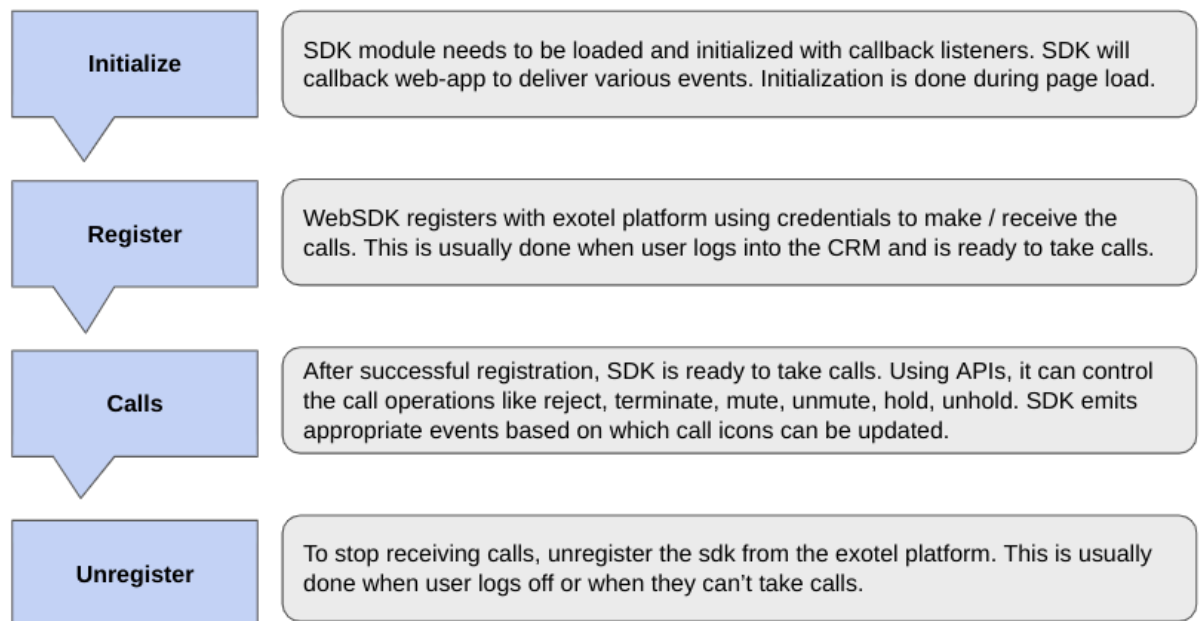 Initialize
SDK module needs to be loaded and initialized with callback listeners. SDK will
callback web-app to deliver various events. Initialization is done during page load.
Register
WebSDK registers with exotel platform using credentials to make / receive the
calls. This is usually done when user logs into the CRM and is ready to take calls.
Calls
After successful registration, SDK is ready to take calls. Using APIs, it can control
the call operations like reject, terminate, mute, unmute, hold, unhold. SDK emits
appropriate events based on which call icons can be updated.
Unregister
To stop receiving calls, unregister the sdk from the exotel platform. This is usually
done when user logs off or when they can’t take calls.